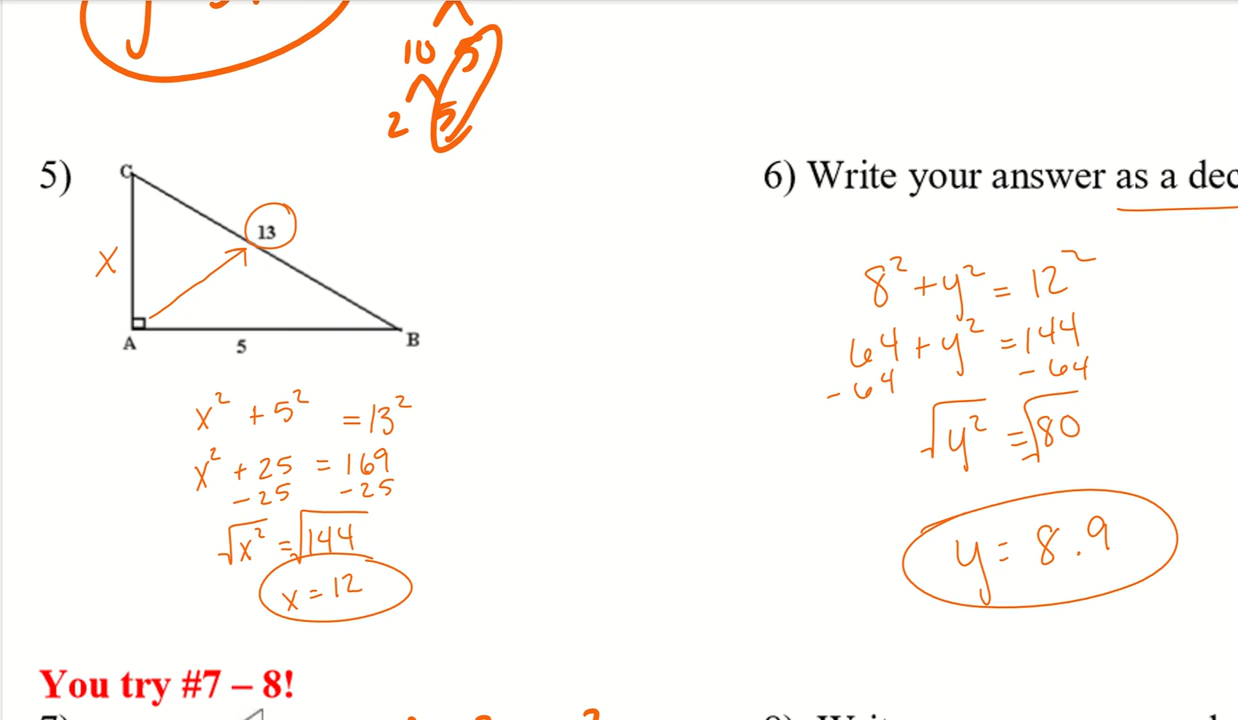 y
10 5
2 5
5)
C
13
X
A
5
B
x² + 5² = 13²
x² + 25 = 169
-25 -25
√x² = √144
x = 12
6) Write your answer as a dec
8² + y² = 12²
64 + y² = 144
-64 -64
√y² = √80
y = 8.9
You try #7 – 8!